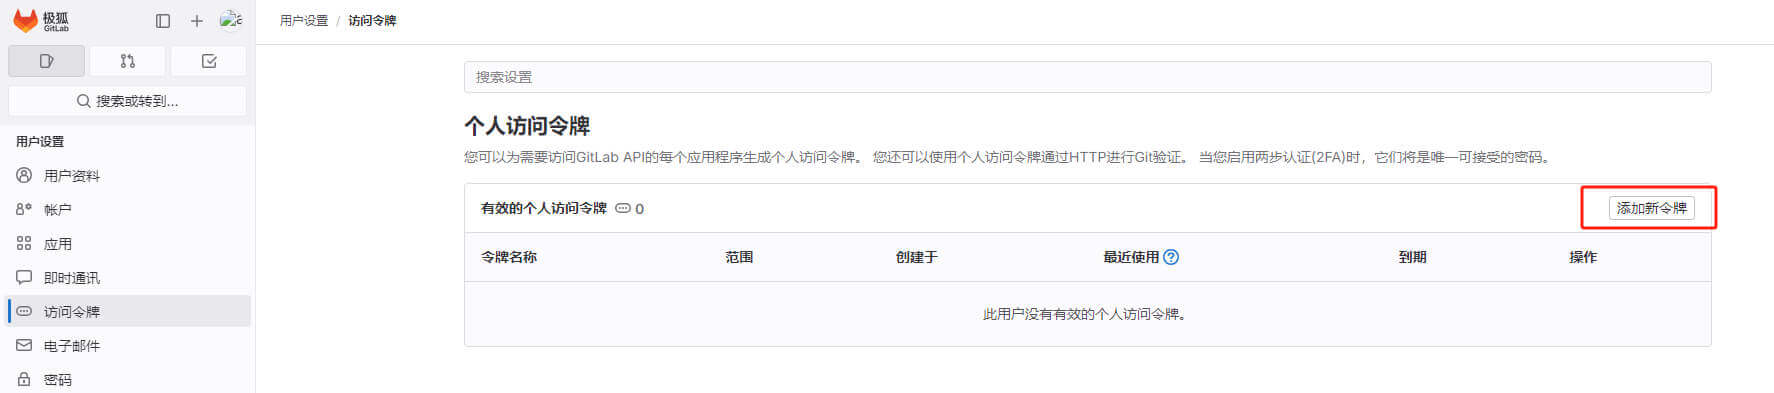 极狐
GitLab
用户设置 / 访问令牌
搜索或转到...
用户设置
用户资料
帐户
应用
即时通讯
访问令牌
电子邮件
密码
搜索设置
个人访问令牌
您可以为需要访问GitLab API的每个应用程序生成个人访问令牌。 您还可以使用个人访问令牌通过HTTP进行Git验证。 当您启用两步认证(2FA)时，它们将是唯一可接受的密码。
有效的个人访问令牌 0
添加新令牌
令牌名称 范围 创建于 最近使用 到期 操作
此用户没有有效的个人访问令牌。